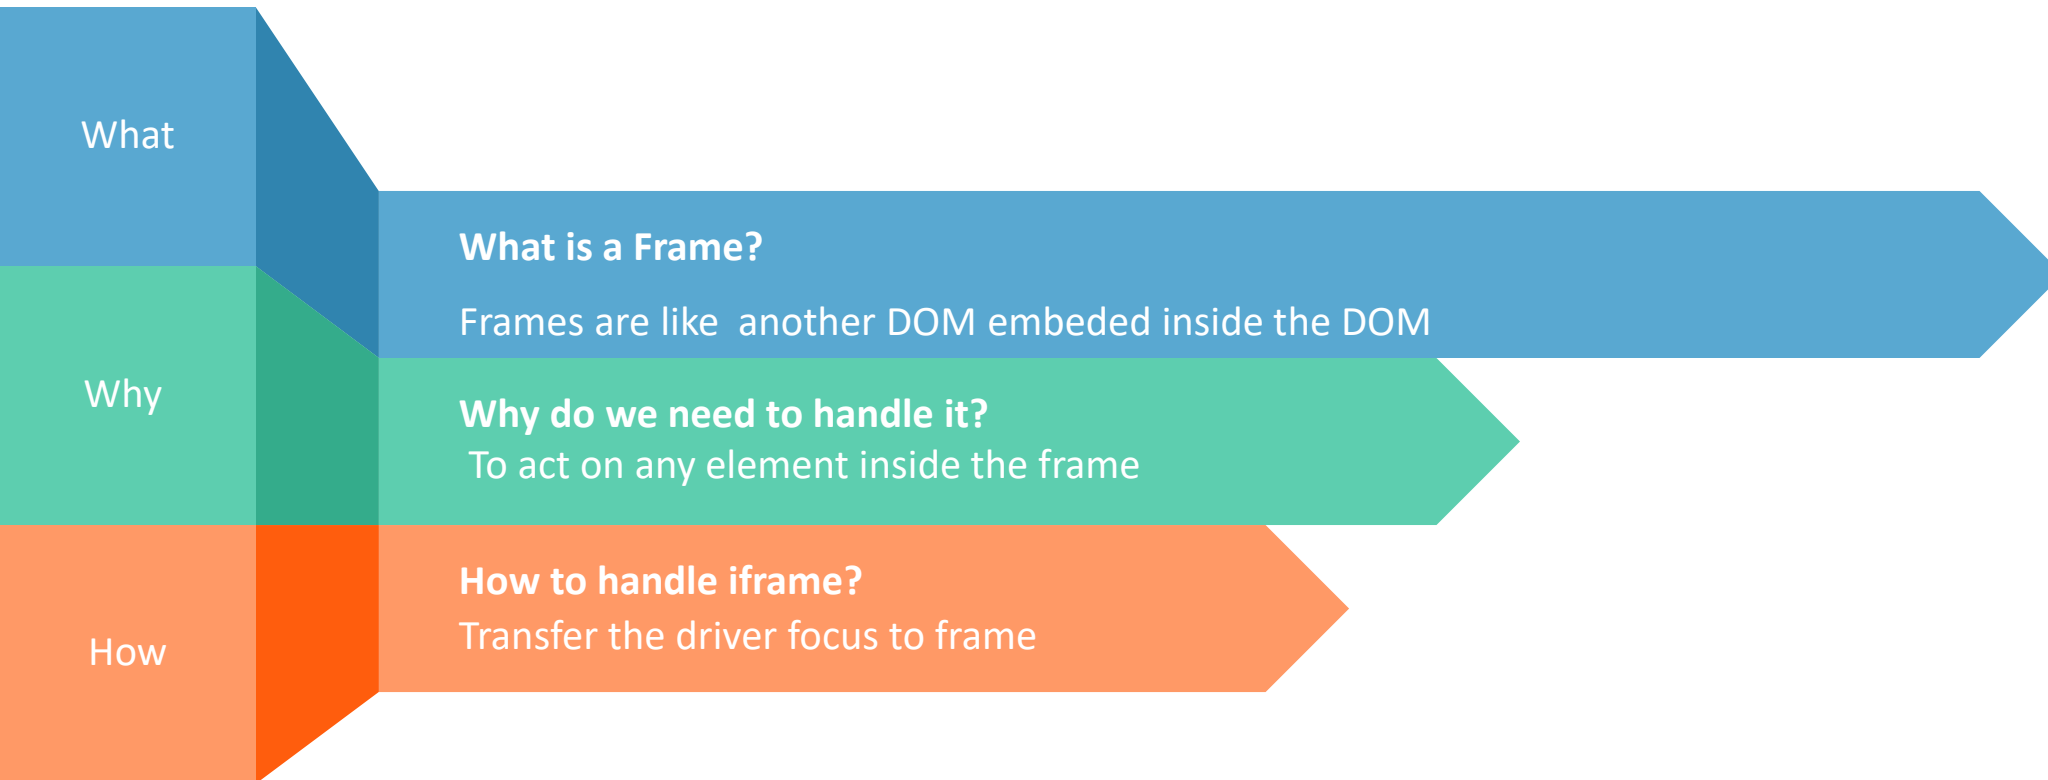 What
What is a Frame?
Frames are like  another DOM embeded inside the DOM
Why
Why do we need to handle it?
To act on any element inside the frame
How
How to handle iframe?
Transfer the driver focus to frame